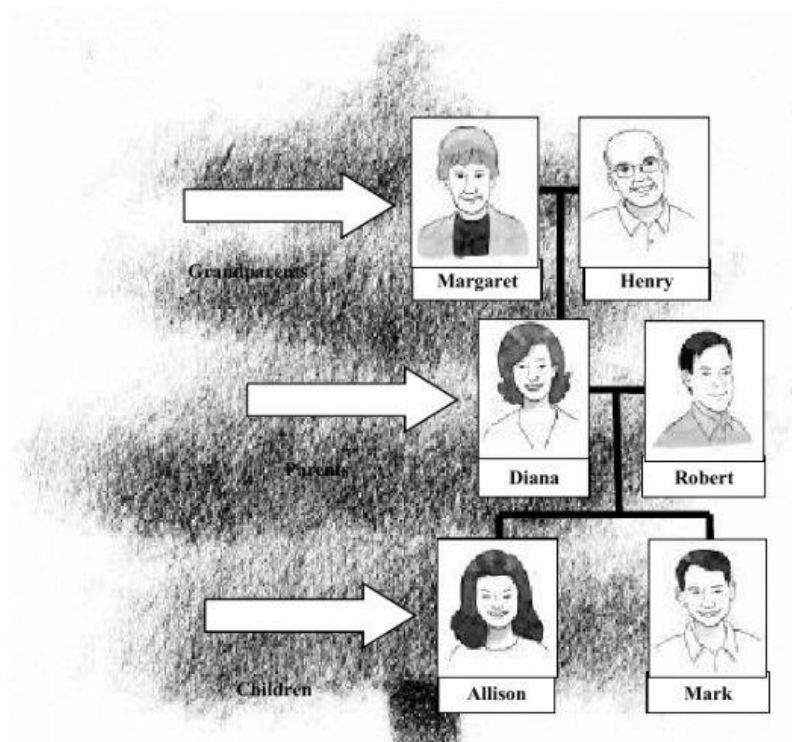 Grandparents
Margaret
Henry
Parents
Diana
Robert
Children
Allison
Mark